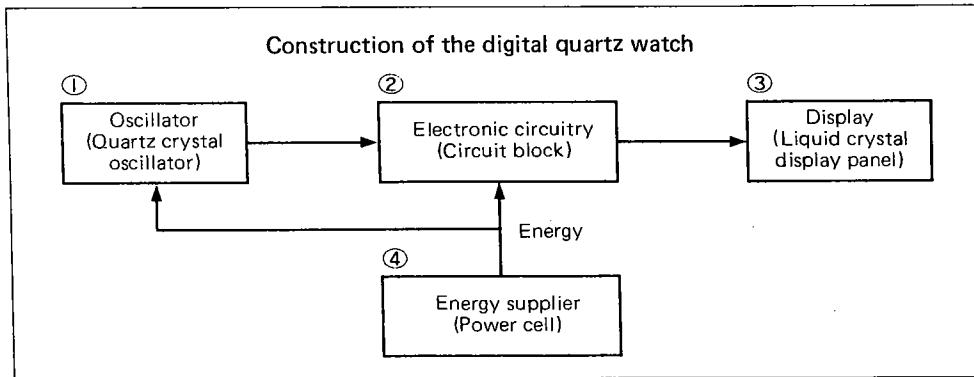 Construction of the digital quartz watch
①
Oscillator
(Quartz crystal
oscillator)
②
Electronic circuitry
(Circuit block)
③
Display
(Liquid crystal
display panel)
Energy
④
Energy supplier
(Power cell)